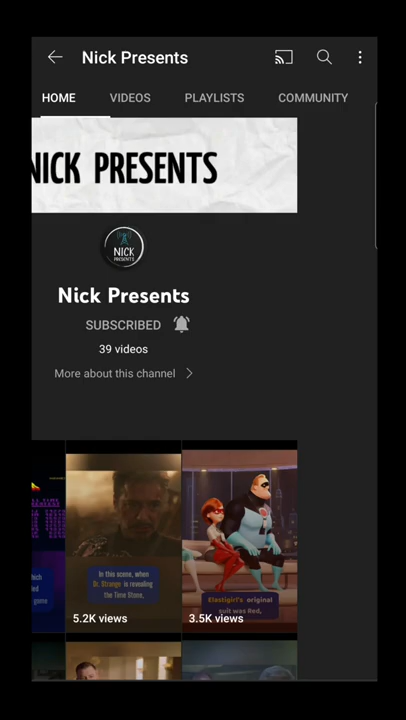 Nick Presents
HOME VIDEOS PLAYLISTS COMMUNITY
NICK PRESENTS
NICK
PRESENTS
Nick Presents
SUBSCRIBED
39 videos
More about this channel
In this scene, when
Dr. Strange is revealing
the Time Stone,
5.2K views
Elastigirl's original
suit was Red,
3.5K views
game